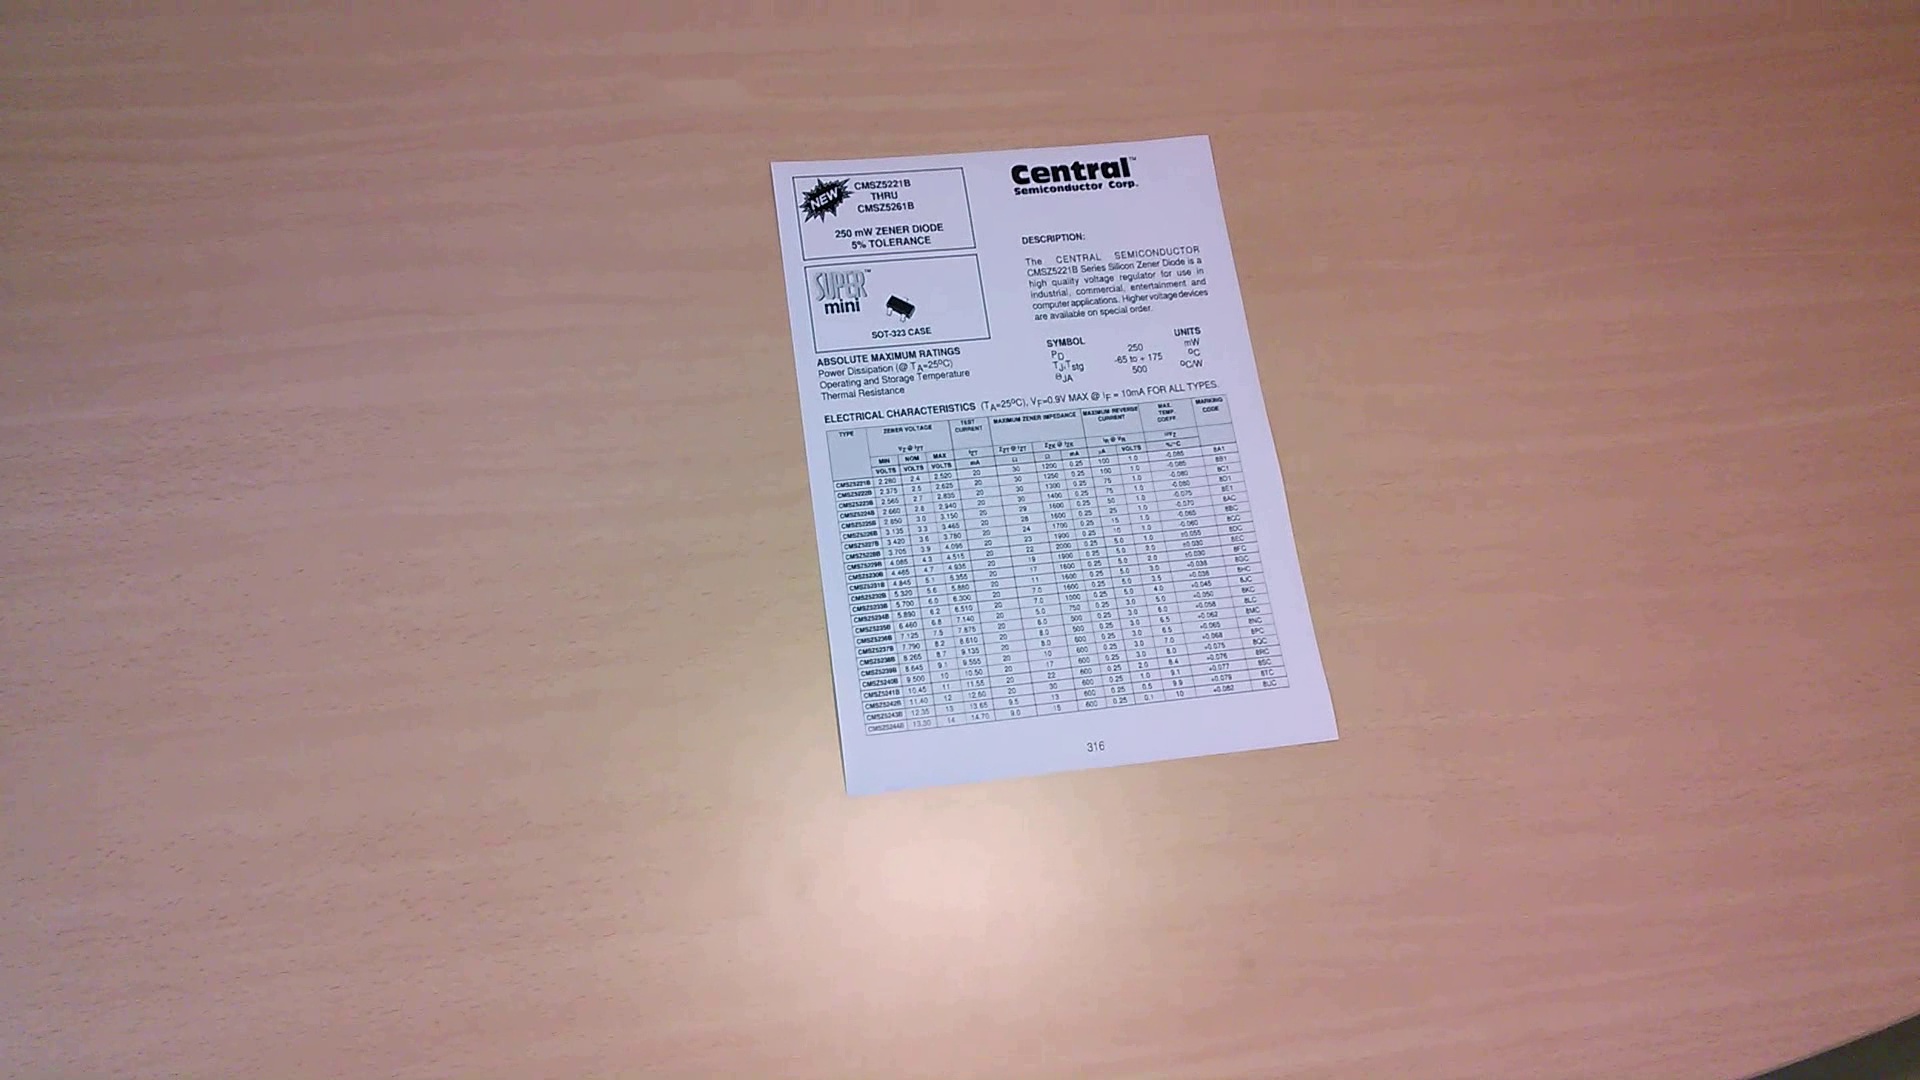 NEW
CMSZ5221B
THRU
CMSZ5261B
250 mW ZENER DIODE
5% TOLERANCE
Central™
Semiconductor Corp.
SUPER™
mini
SOT-323 CASE
DESCRIPTION:
The CENTRAL SEMICONDUCTOR
CMSZ5221B Series Silicon Zener Diode is a
high quality voltage regulator for use in
industrial, commercial, entertainment and
computer applications. Higher voltage devices
are available on special order.
ABSOLUTE MAXIMUM RATINGS SYMBOL UNITS
Power Dissipation (@ TA=25°C) PD 250 mW
Operating and Storage Temperature TJ,Tstg -65 to + 175 °C
Thermal Resistance ΘJA 500 °C/W
ELECTRICAL CHARACTERISTICS (TA=25°C), VF=0.9V MAX @ IF = 10mA FOR ALL TYPES.
TYPE ZENER VOLTAGE TEST CURRENT MAXIMUM ZENER IMPEDANCE MAXIMUM REVERSE CURRENT MAX. TEMP. COEFF. MARKING CODE
VZ @ IZT IZT ZZT @ IZT ZZK @ IZK IR @ VR
MIN NOM MAX
VOLTS VOLTS VOLTS mA Ω Ω mA µA VOLTS %/°C
CMSZ5221B 2.280 2.4 2.520 20 30 1200 0.25 100 1.0 -0.085 8A1
CMSZ5222B 2.375 2.5 2.625 20 30 1250 0.25 100 1.0 -0.085 8B1
CMSZ5223B 2.565 2.7 2.835 20 30 1300 0.25 75 1.0 -0.080 8C1
CMSZ5224B 2.660 2.8 2.940 20 30 1400 0.25 75 1.0 -0.080 8D1
CMSZ5225B 2.850 3.0 3.150 20 29 1600 0.25 50 1.0 -0.075 8E1
CMSZ5226B 3.135 3.3 3.465 20 28 1600 0.25 25 1.0 -0.070 8AC
CMSZ5227B 3.420 3.6 3.780 20 24 1700 0.25 15 1.0 -0.065 8BC
CMSZ5228B 3.705 3.9 4.095 20 23 1900 0.25 10 1.0 -0.060 8CC
CMSZ5229B 4.085 4.3 4.515 20 22 2000 0.25 5.0 1.0 ±0.055 8DC
CMSZ5230B 4.465 4.7 4.935 20 19 1900 0.25 5.0 2.0 ±0.030 8EC
CMSZ5231B 4.845 5.1 5.355 20 17 1600 0.25 5.0 2.0 ±0.030 8FC
CMSZ5232B 5.320 5.6 5.880 20 11 1600 0.25 5.0 3.0 +0.038 8GC
CMSZ5233B 5.700 6.0 6.300 20 7.0 1600 0.25 5.0 3.5 +0.038 8HC
CMSZ5234B 5.890 6.2 6.510 20 7.0 1000 0.25 5.0 4.0 +0.045 8JC
CMSZ5235B 6.460 6.8 7.140 20 5.0 750 0.25 3.0 5.0 +0.050 8KC
CMSZ5236B 7.125 7.5 7.875 20 6.0 500 0.25 3.0 6.0 +0.058 8LC
CMSZ5237B 7.790 8.2 8.610 20 8.0 500 0.25 3.0 6.5 +0.062 8MC
CMSZ5238B 8.265 8.7 9.135 20 8.0 600 0.25 3.0 6.5 +0.065 8NC
CMSZ5239B 8.645 9.1 9.555 20 10 600 0.25 3.0 7.0 +0.068 8PC
CMSZ5240B 9.500 10 10.50 20 17 600 0.25 3.0 8.0 +0.075 8QC
CMSZ5241B 10.45 11 11.55 20 22 600 0.25 2.0 8.4 +0.076 8RC
CMSZ5242B 11.40 12 12.60 20 30 600 0.25 1.0 9.1 +0.077 8SC
CMSZ5243B 12.35 13 13.65 9.5 13 600 0.25 0.5 9.9 +0.079 8TC
CMSZ5244B 13.30 14 14.70 9.0 15 600 0.25 0.1 10 +0.082 8UC
316